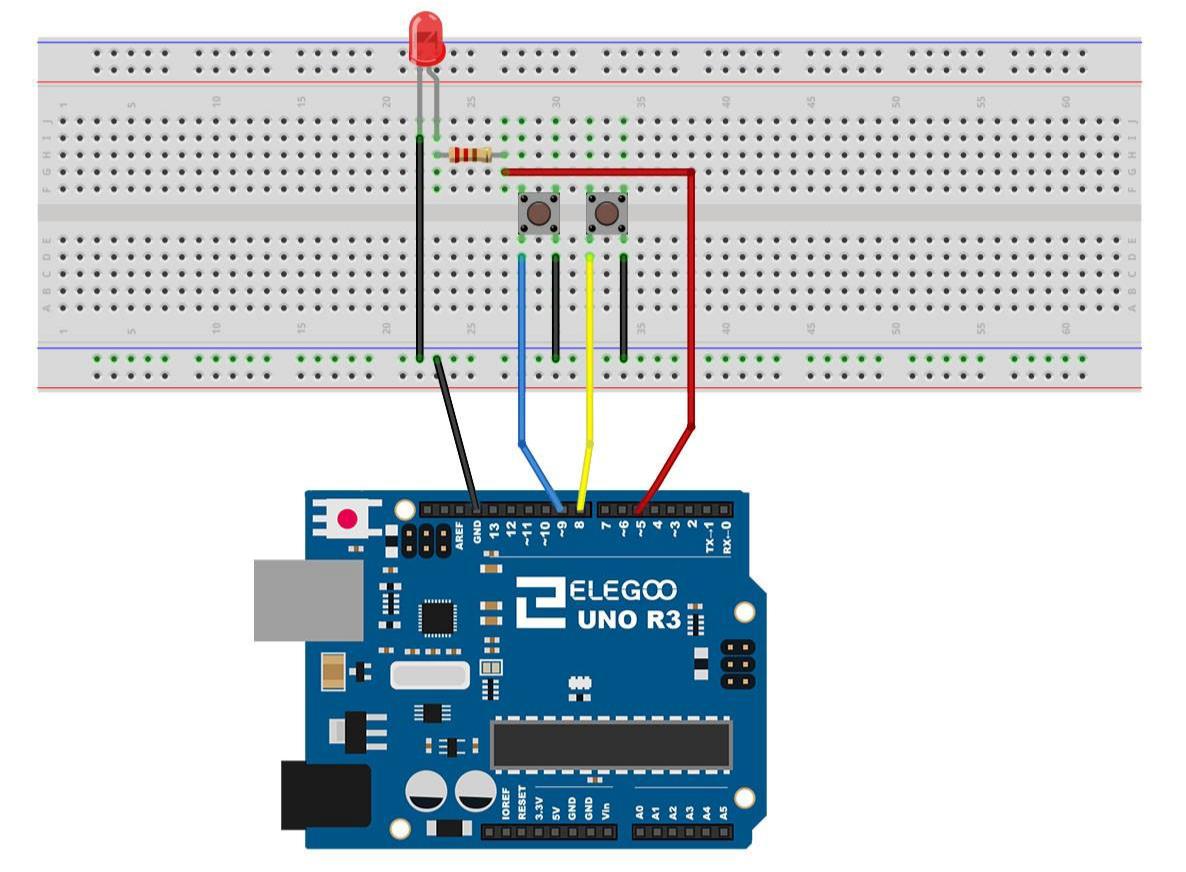 1 5 10 15 20 25 30 35 40 45 50 55 60
J J
I I
H H
G G
F F
E E
D D
C C
B B
A A
1 5 10 15 20 25 30 35 40 45 50 55 60
AREF GND 13 12 ~11 ~10 ~9 8 7 ~6 ~5 4 ~3 2 TX→1 RX←0
ELEGOO
UNO R3
IOREF RESET 3.3V 5V GND GND Vin A0 A1 A2 A3 A4 A5